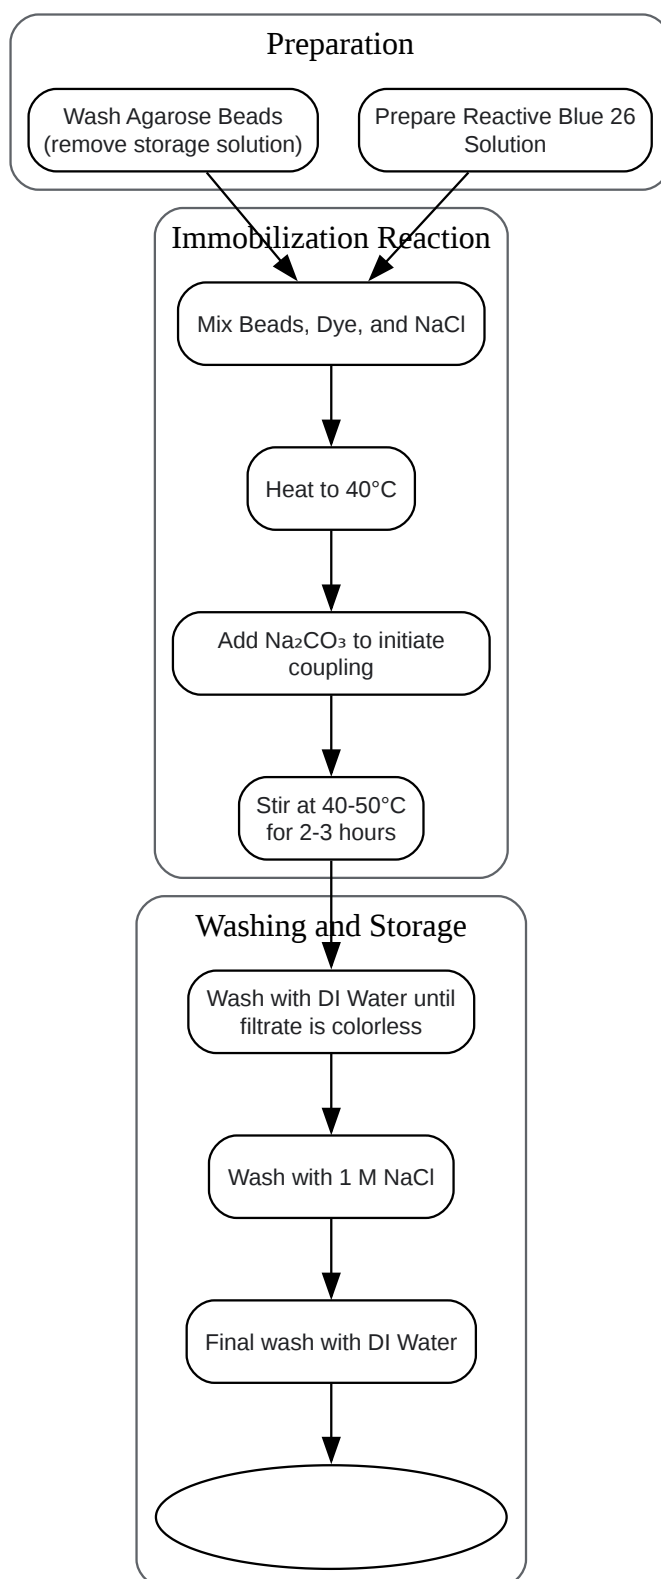 Preparation
Wash Agarose Beads
(remove storage solution)
Prepare Reactive Blue 26
Solution
Immobilization Reaction
Mix Beads, Dye, and NaCl
Heat to 40°C
Add Na₂CO₃ to initiate
coupling
Stir at 40-50°C
for 2-3 hours
Washing and Storage
Wash with DI Water until
filtrate is colorless
Wash with 1 M NaCl
Final wash with DI Water